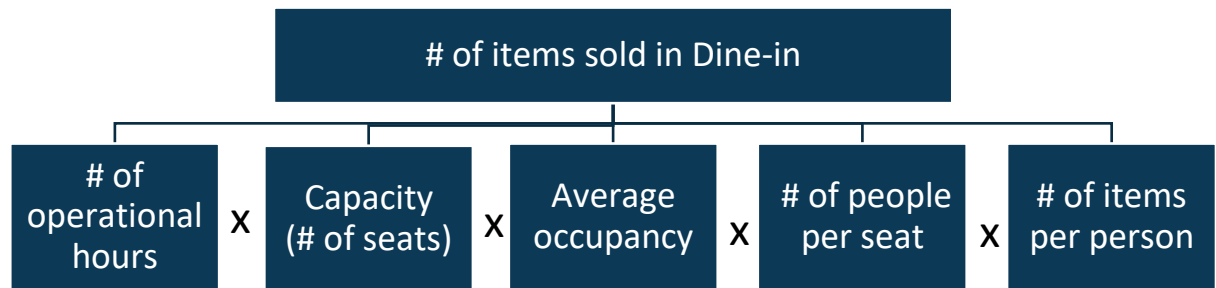 # of items sold in Dine-in
# of
operational
hours
x
Capacity
(# of seats)
x
Average
occupancy
x
# of people
per seat
x
# of items
per person